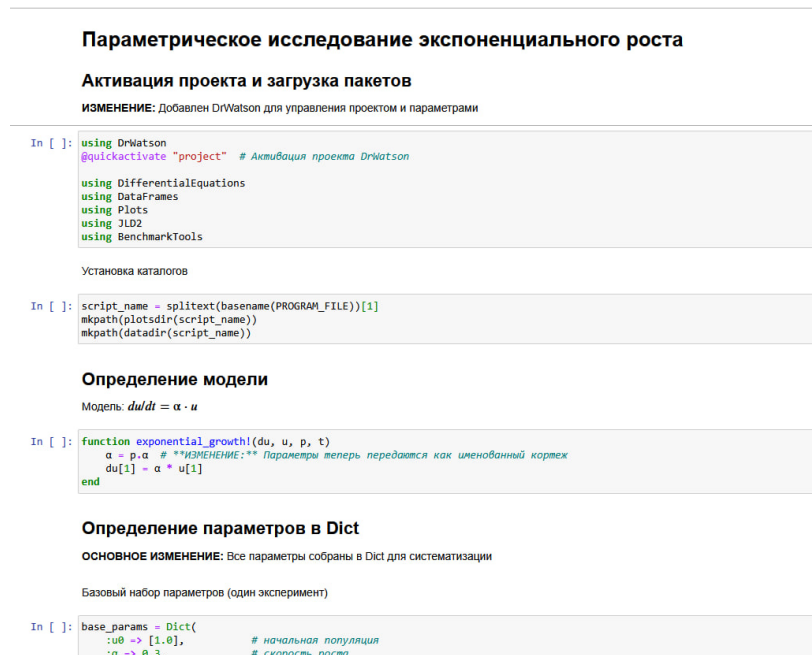 Параметрическое исследование экспоненциального роста
Активация проекта и загрузка пакетов
ИЗМЕНЕНИЕ: Добавлен DrWatson для управления проектом и параметрами
In [ ]: using DrWatson
@quickactivate "project"  # Активация проекта DrWatson
using DifferentialEquations
using DataFrames
using Plots
using JLD2
using BenchmarkTools
Установка каталогов
In [ ]: script_name = splitext(basename(PROGRAM_FILE))[1]
mkpath(plotsdir(script_name))
mkpath(datadir(script_name))
Определение модели
Модель: du/dt = α · u
In [ ]: function exponential_growth!(du, u, p, t)
α = p.α  # **ИЗМЕНЕНИЕ:** Параметры теперь передаются как именованный кортеж
du[1] = α * u[1]
end
Определение параметров в Dict
ОСНОВНОЕ ИЗМЕНЕНИЕ: Все параметры собраны в Dict для систематизации
Базовый набор параметров (один эксперимент)
In [ ]: base_params = Dict(
:u0 => [1.0],           # начальная популяция
:α => 0.3               # скорость роста